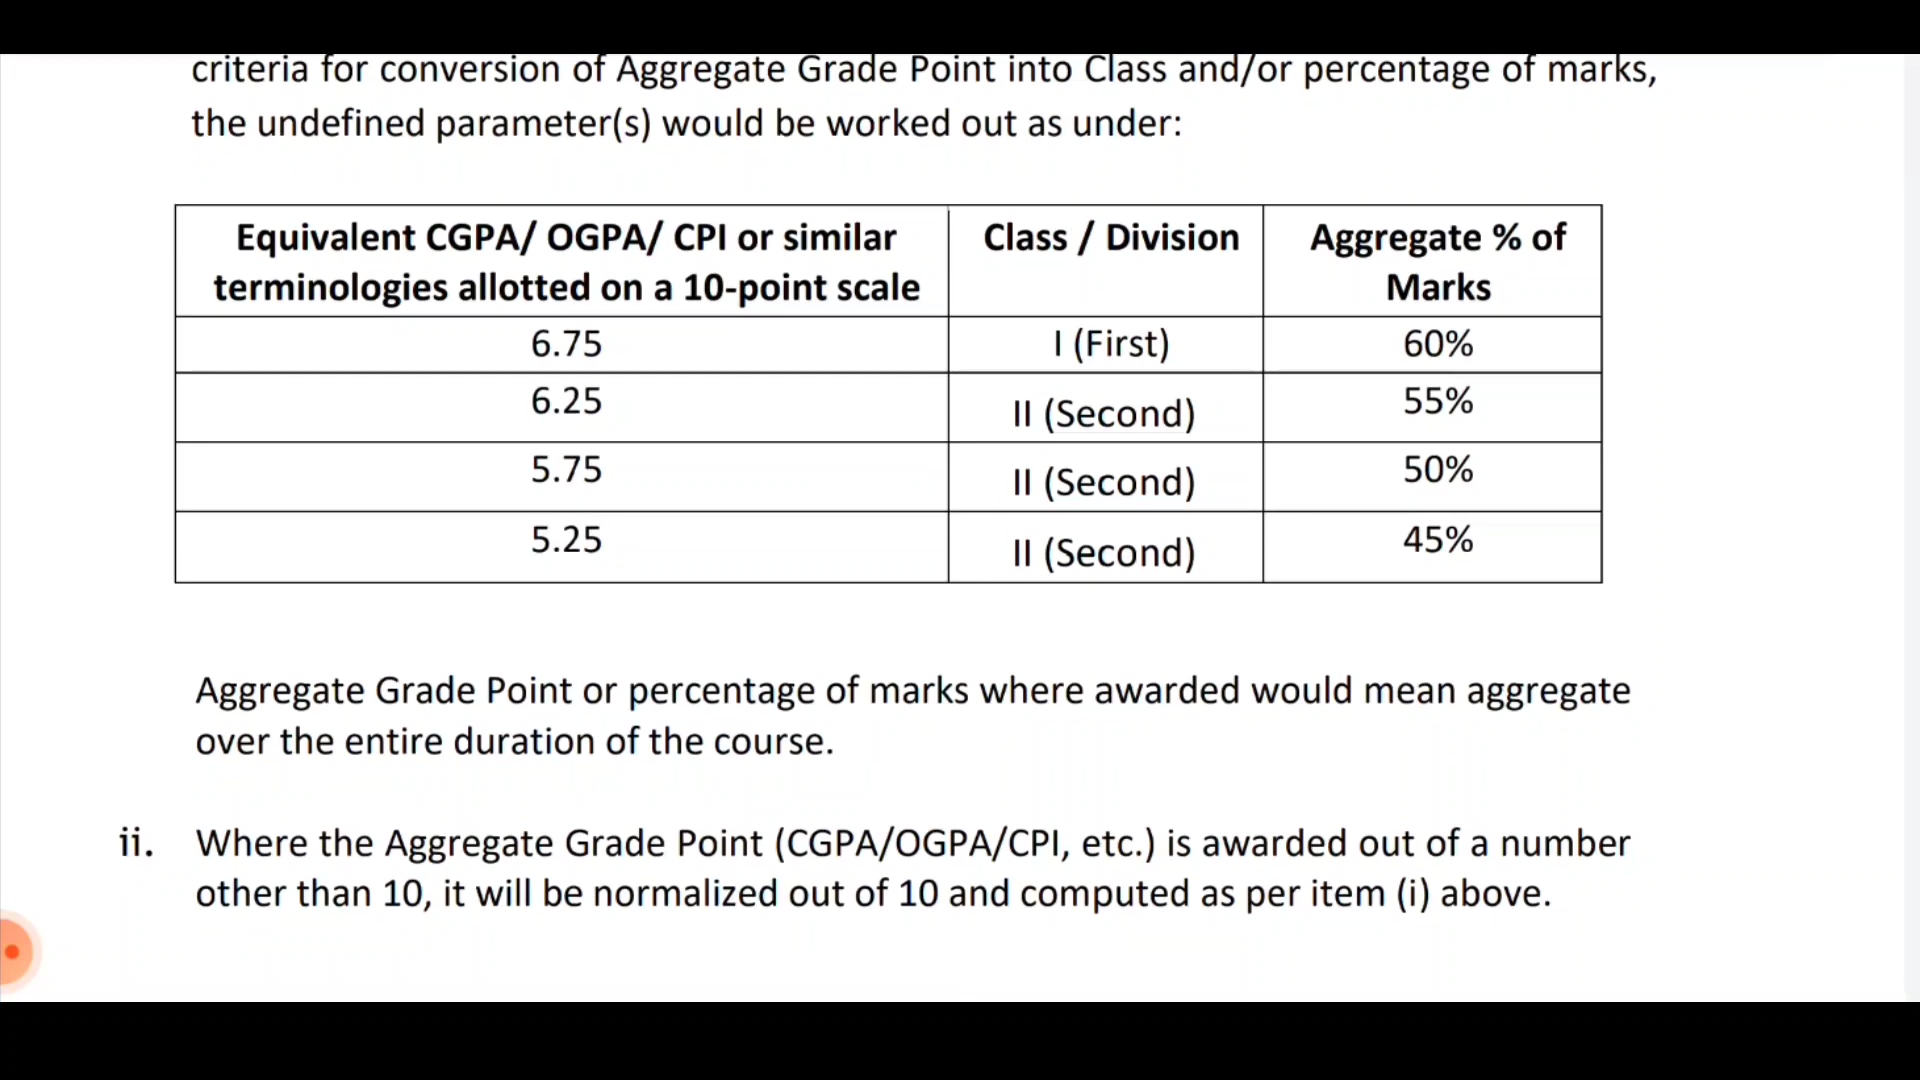 criteria for conversion of Aggregate Grade Point into Class and/or percentage of marks,
the undefined parameter(s) would be worked out as under:
Equivalent CGPA/ OGPA/ CPI or similar terminologies allotted on a 10-point scale Class / Division Aggregate % of Marks
6.75 I (First) 60%
6.25 II (Second) 55%
5.75 II (Second) 50%
5.25 II (Second) 45%
Aggregate Grade Point or percentage of marks where awarded would mean aggregate
over the entire duration of the course.
ii. Where the Aggregate Grade Point (CGPA/OGPA/CPI, etc.) is awarded out of a number
other than 10, it will be normalized out of 10 and computed as per item (i) above.